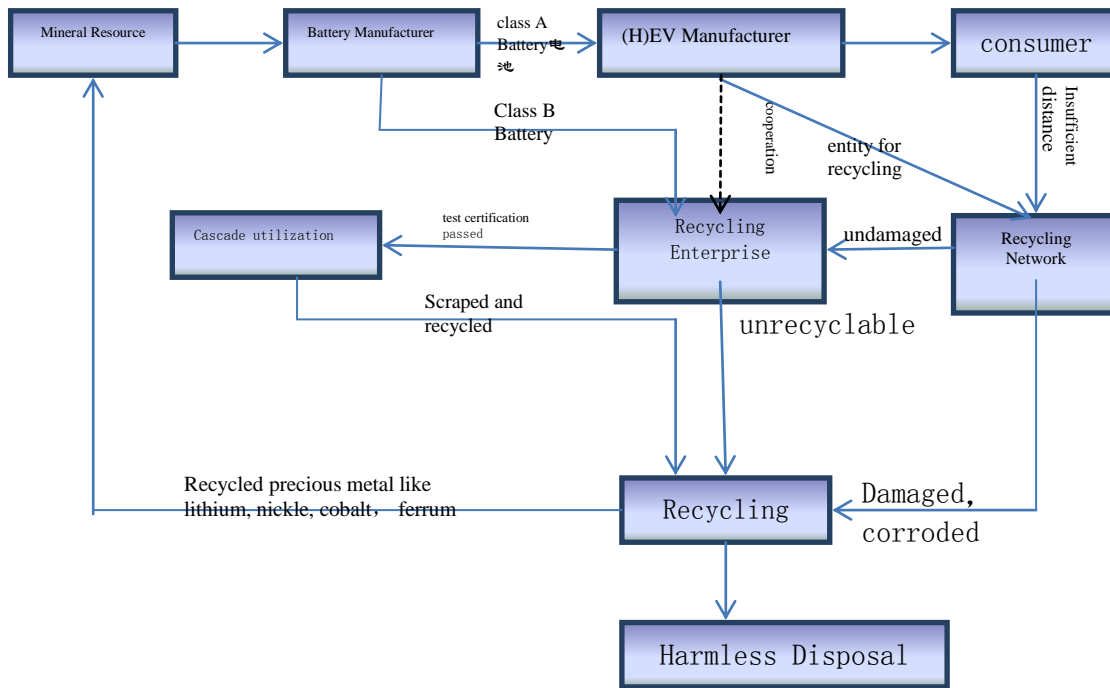 Mineral Resource
Battery Manufacturer
class A
Battery电
池
(H)EV Manufacturer
consumer
Class B
Battery
cooperation
entity for
recycling
Insufficient
distance
Cascade utilization
test certification
passed
Recycling
Enterprise
undamaged
Recycling
Network
Scraped and
recycled
unrecyclable
Recycled precious metal like
lithium, nickle, cobalt， ferrum
Recycling
Damaged，
corroded
Harmless Disposal